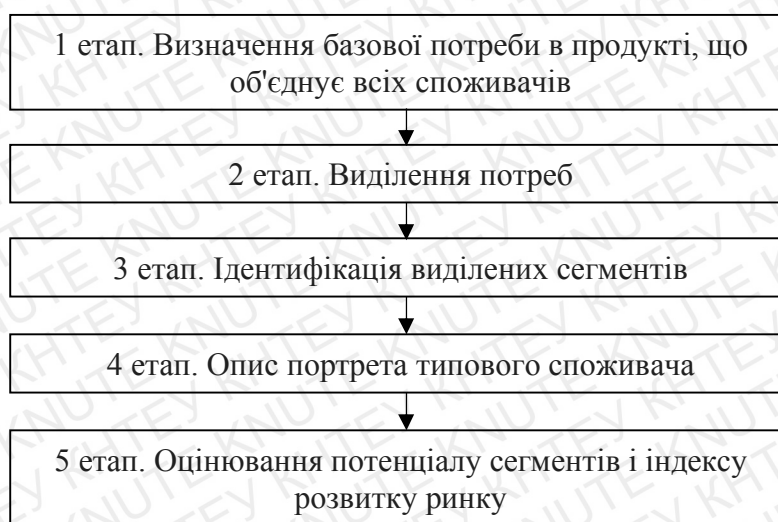 1 етап. Визначення базової потреби в продукті, що
об'єднує всіх споживачів
2 етап. Виділення потреб
3 етап. Ідентифікація виділених сегментів
4 етап. Опис портрета типового споживача
5 етап. Оцінювання потенціалу сегментів і індексу
розвитку ринку